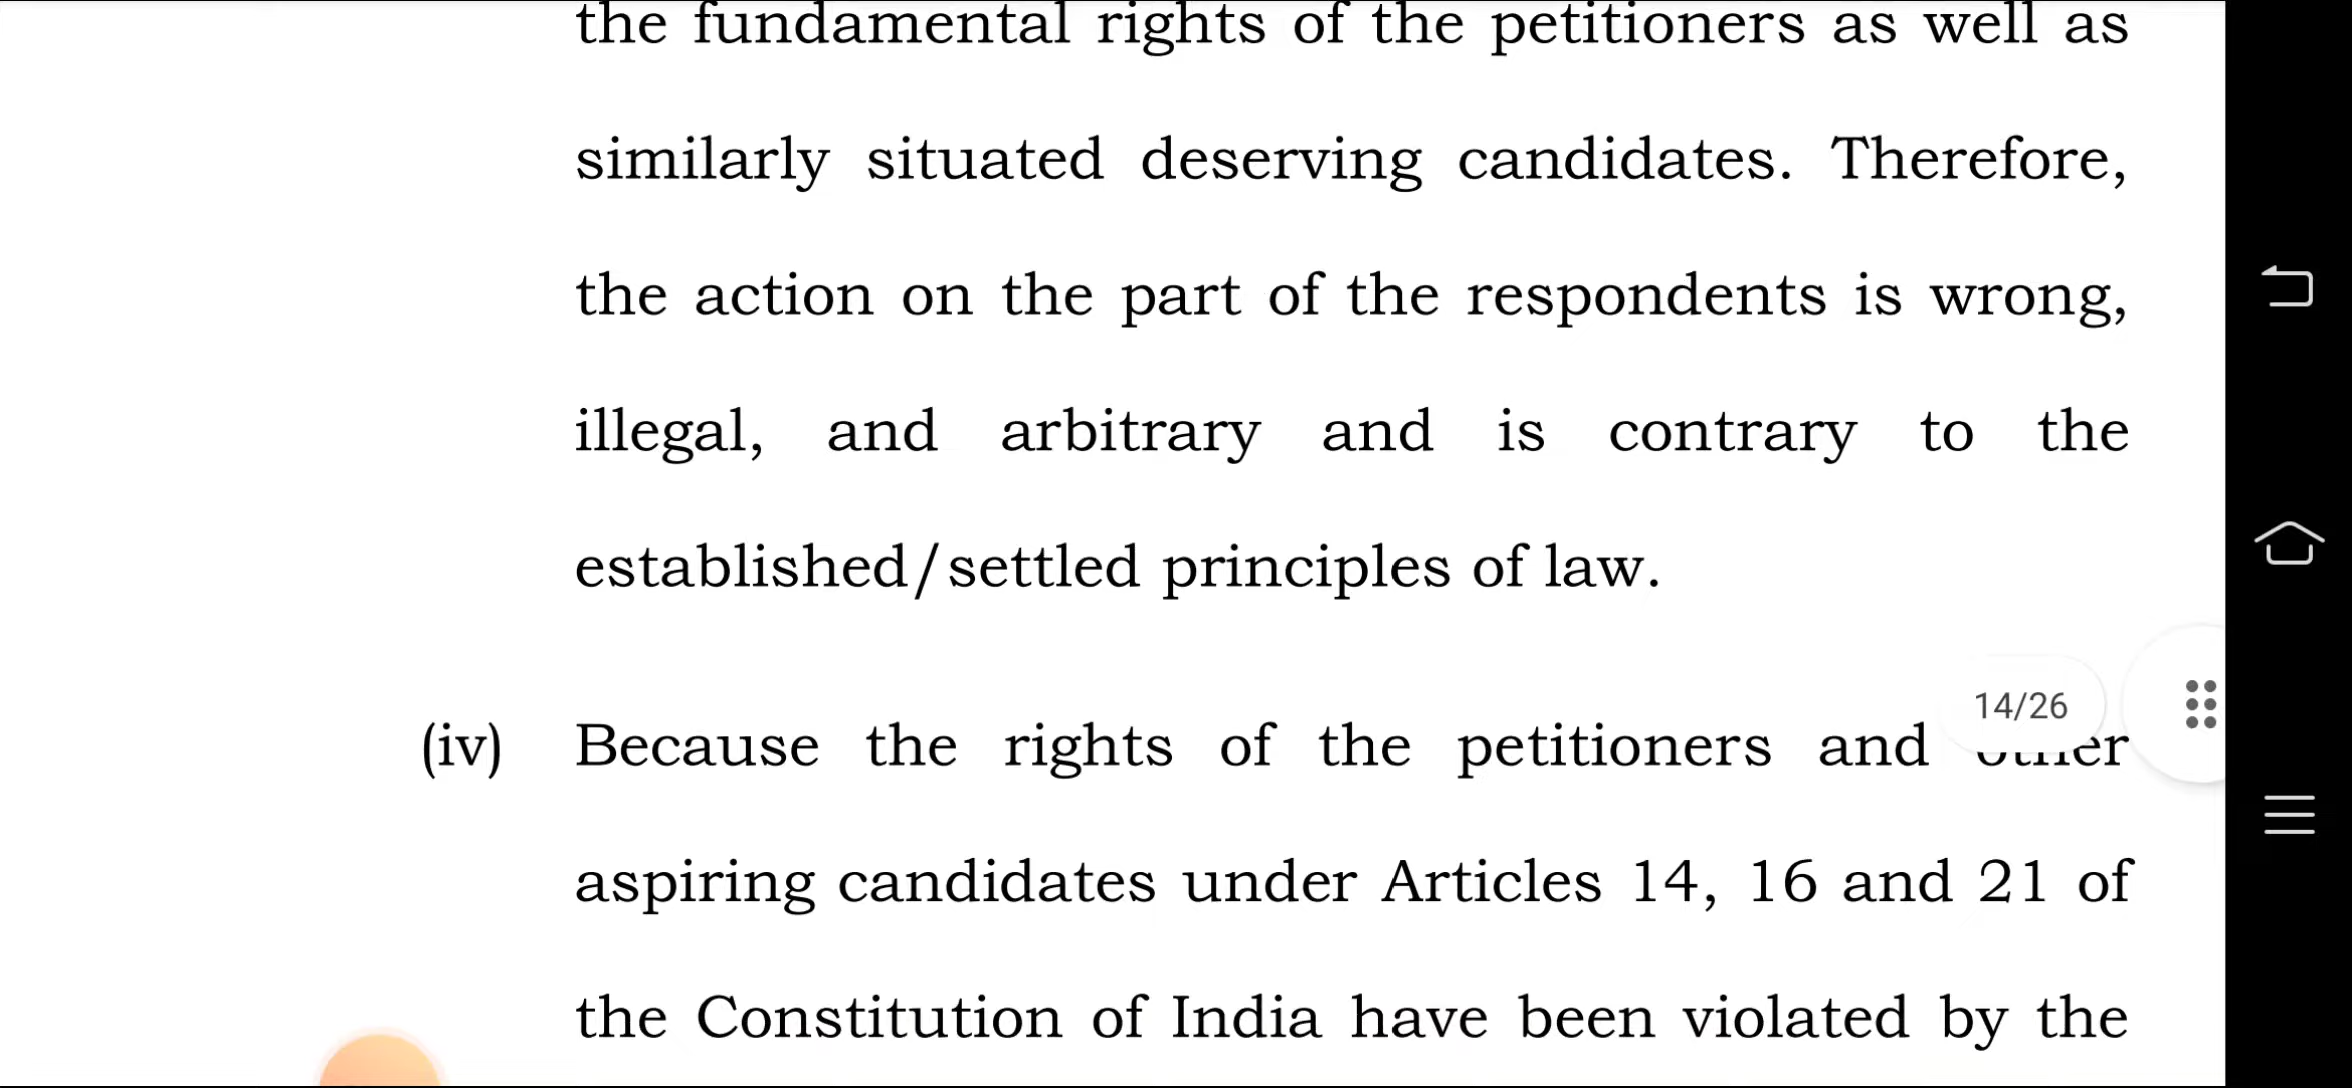 the fundamental rights of the petitioners as well as
similarly situated deserving candidates. Therefore,
the action on the part of the respondents is wrong,
illegal, and arbitrary and is contrary to the
established/settled principles of law.
14/26
(iv) Because the rights of the petitioners and other
aspiring candidates under Articles 14, 16 and 21 of
the Constitution of India have been violated by the